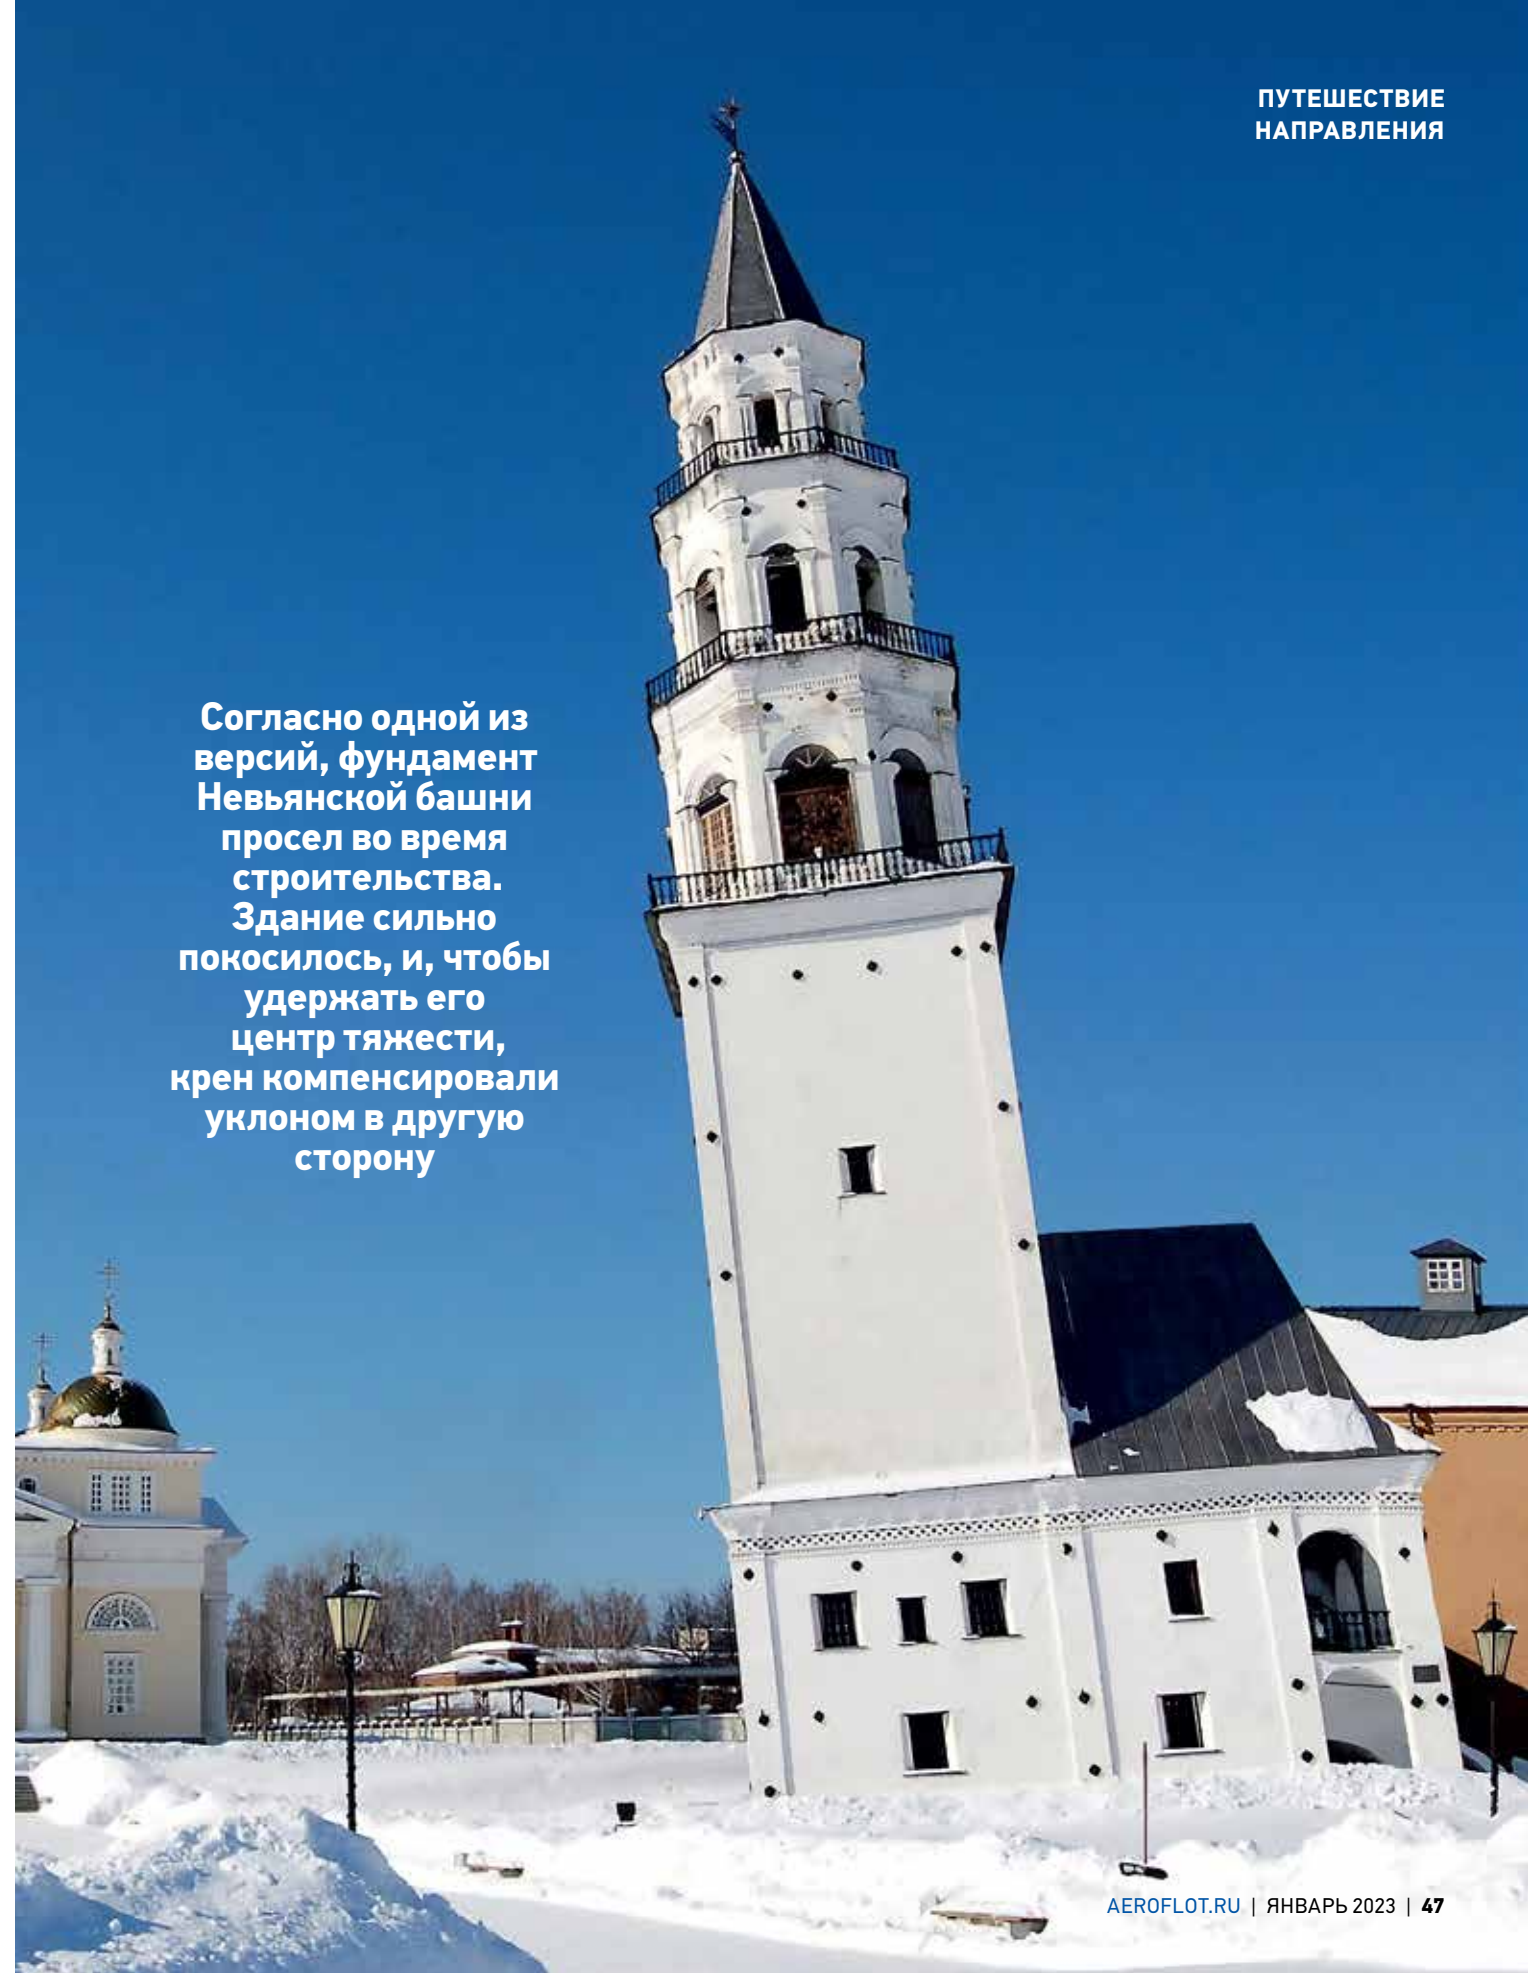 ПУТЕШЕСТВИЕ
НАПРАВЛЕНИЯ
Согласно одной из
версий, фундамент
Невьянской башни
просел во время
строительства.
Здание сильно
покосилось, и, чтобы
удержать его
центр тяжести,
крен компенсировали
уклоном в другую
сторону
AEROFLOT.RU | ЯНВАРЬ 2023 | 47